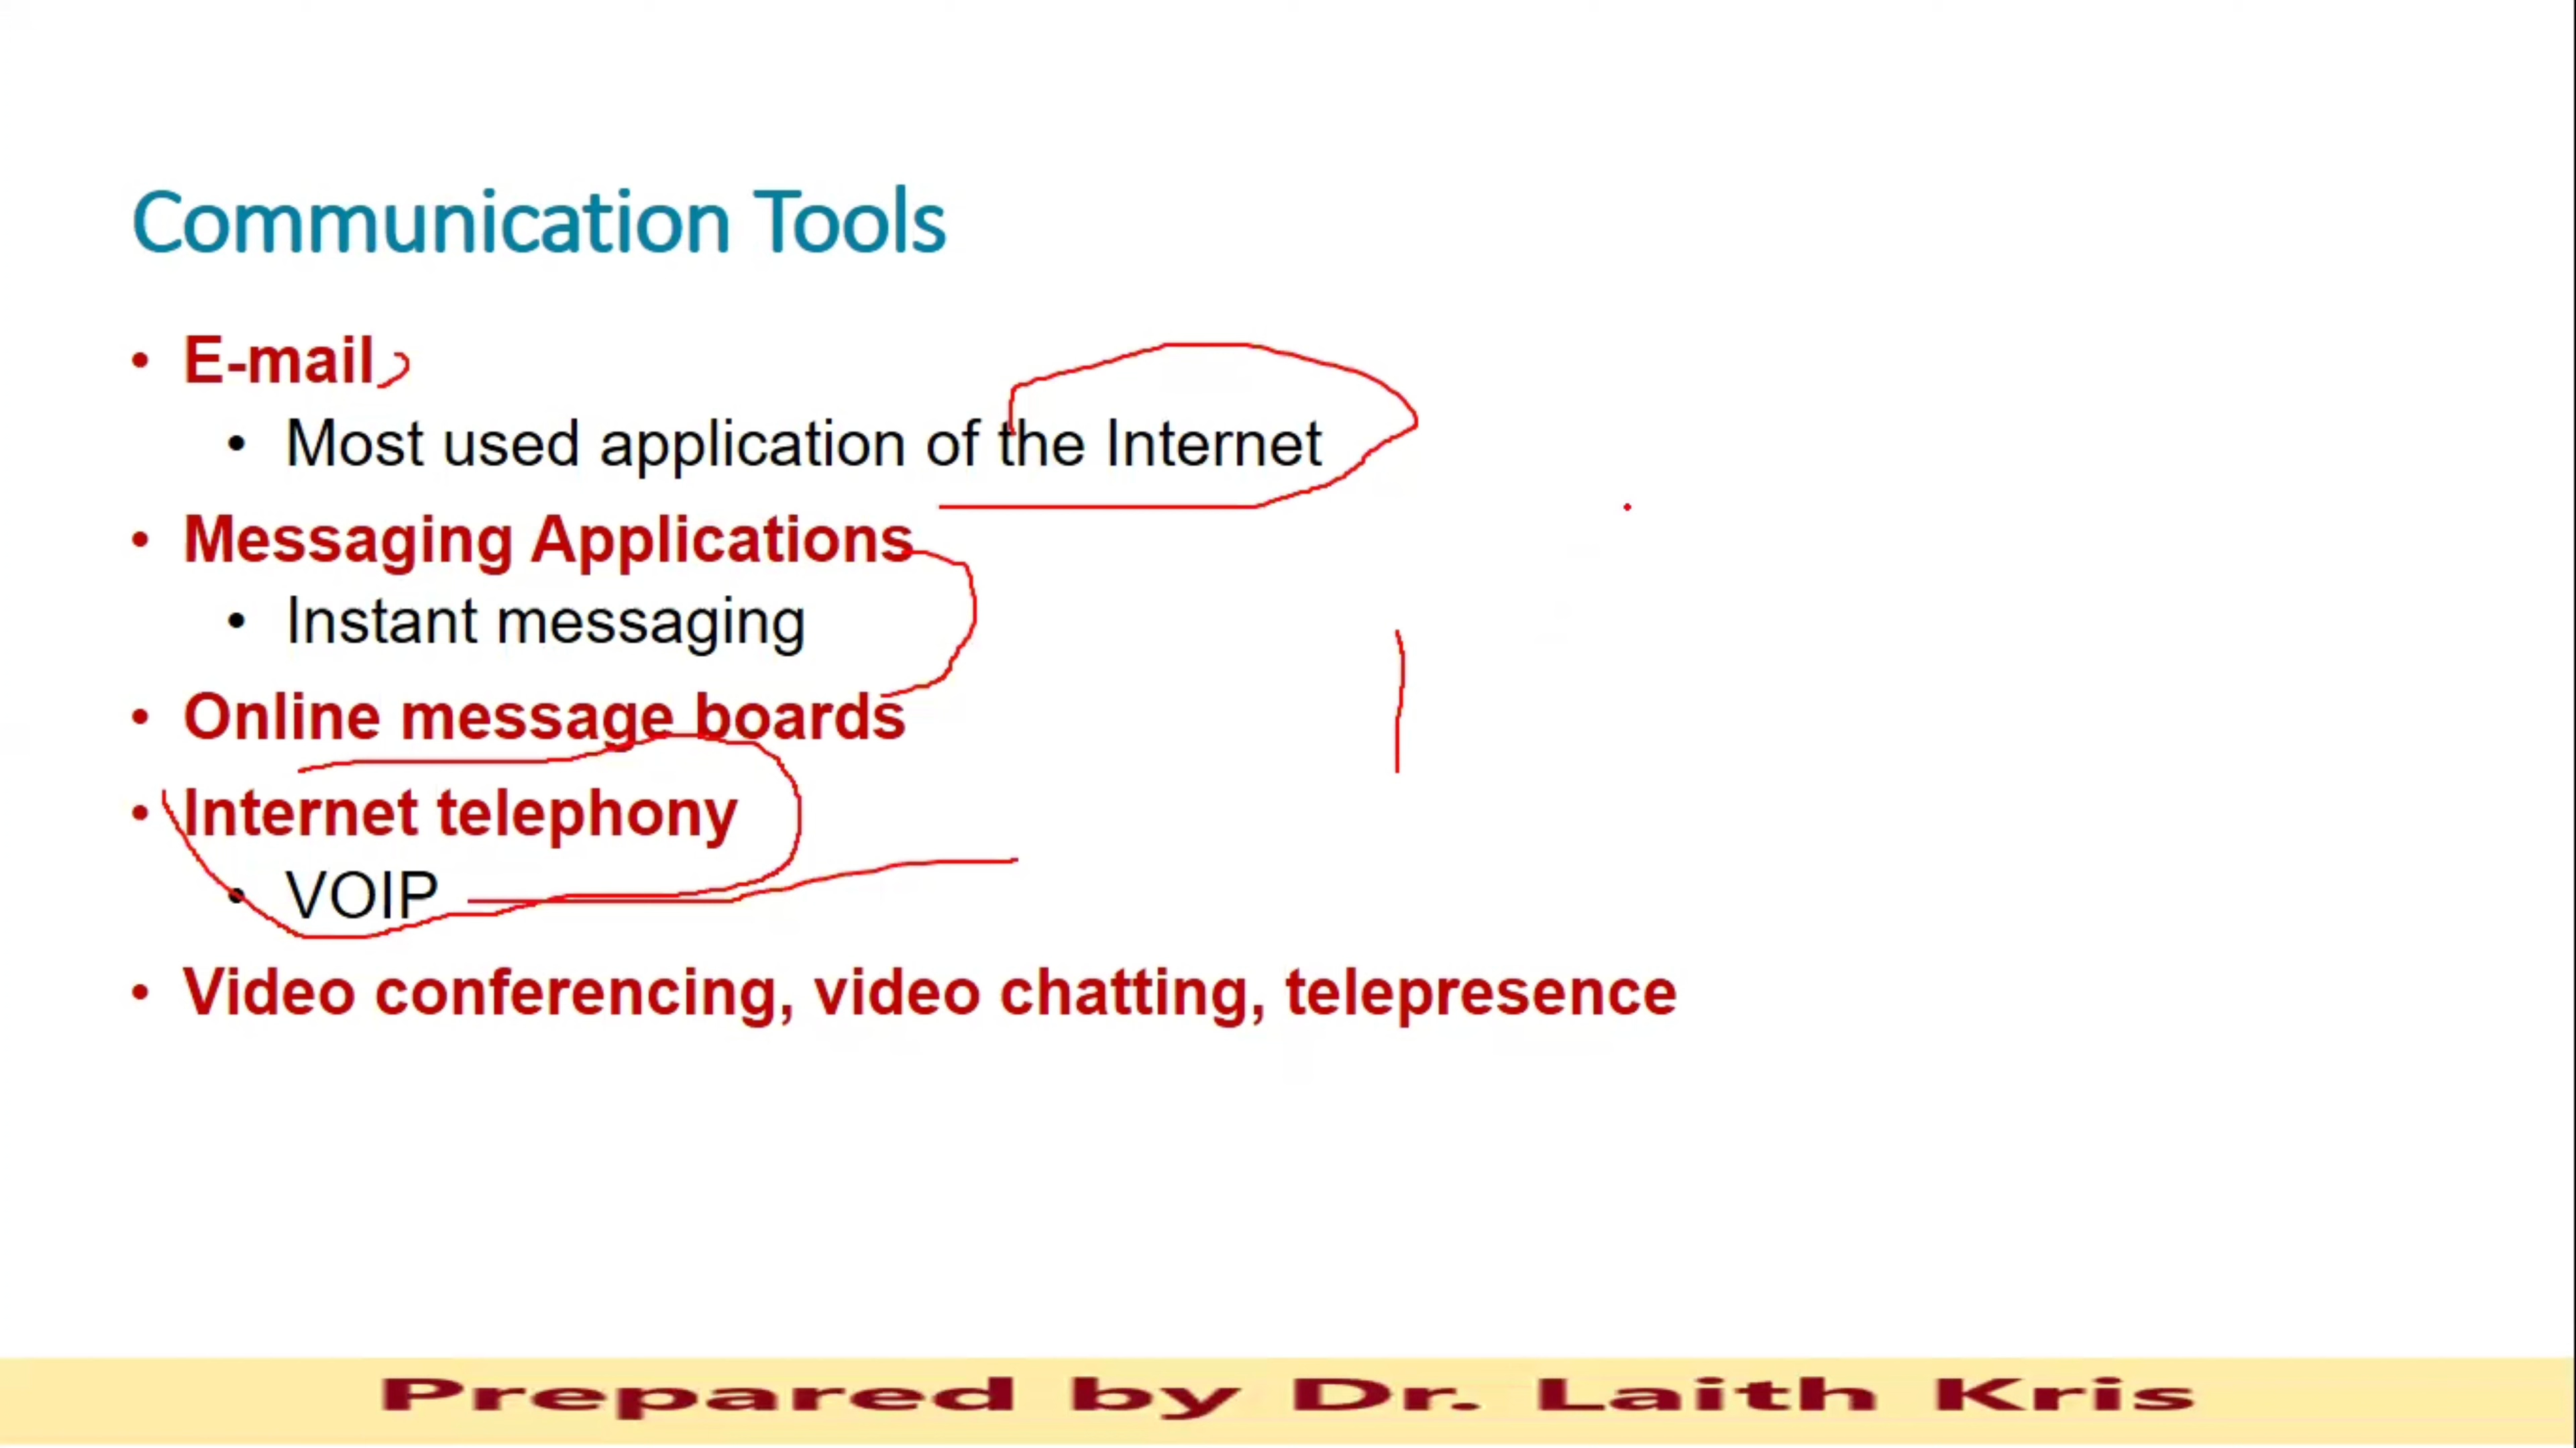 Communication Tools
• E-mail
• Most used application of the Internet
• Messaging Applications
• Instant messaging
• Online message boards
• Internet telephony
• VOIP
• Video conferencing, video chatting, telepresence
Prepared by Dr. Laith Kris